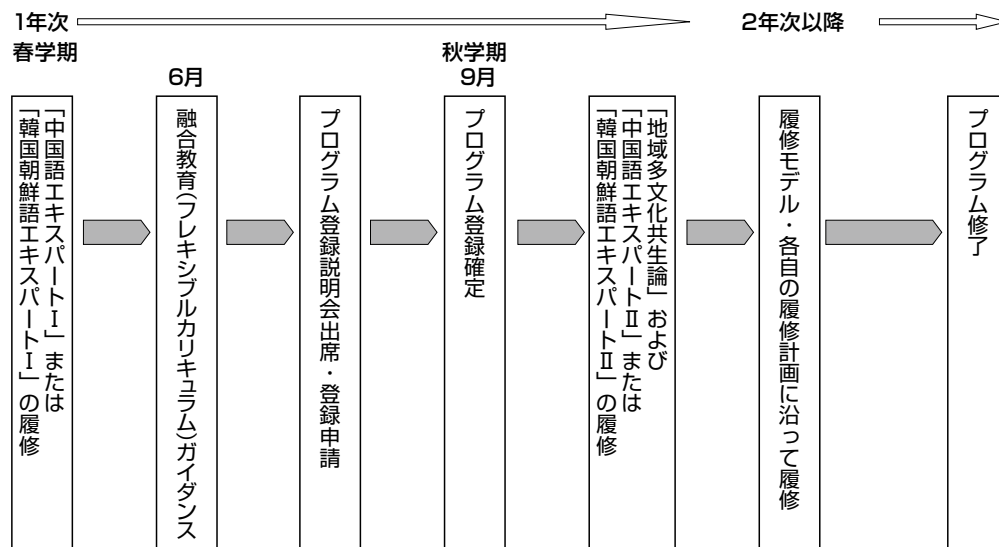 1年次
2年次以降
春学期
6月
秋学期
9月
「中国語エキスパートⅠ」または
「韓国朝鮮語エキスパートⅠ」の履修
融合教育(フレキシブルカリキュラム)ガイダンス
プログラム登録説明会出席・登録申請
プログラム登録確定
「地域多文化共生論」および
「中国語エキスパートⅡ」または
「韓国朝鮮語エキスパートⅡ」の履修
履修モデル・各自の履修計画に沿って履修
プログラム修了